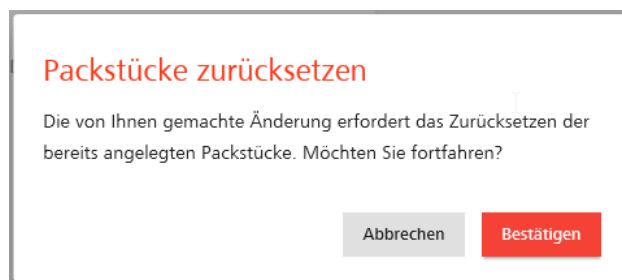 Packstücke zurücksetzen
Die von Ihnen gemachte Änderung erfordert das Zurücksetzen der
bereits angelegten Packstücke. Möchten Sie fortfahren?
Abbrechen Bestätigen